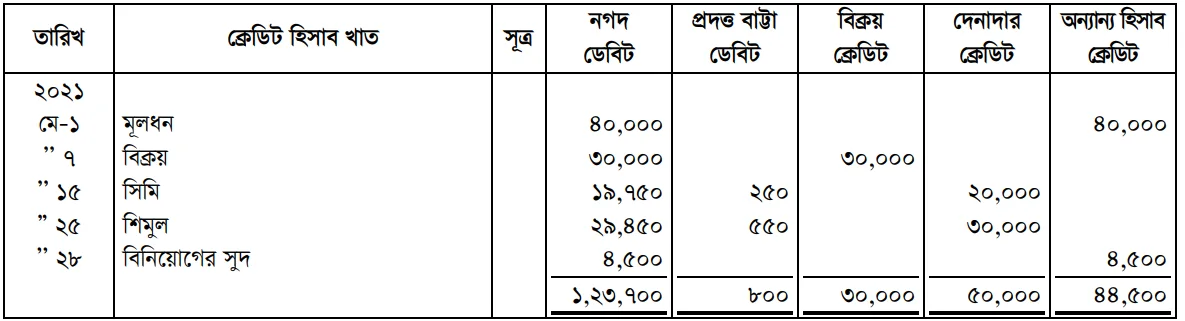 তারিখ ক্রেডিট হিসাব খাত সূত্র নগদ ডেবিট প্রদত্ত বাট্টা ডেবিট বিক্রয় ক্রেডিট দেনাদার ক্রেডিট অন্যান্য হিসাব ক্রেডিট
২০২১
মে-১ মূলধন ৪০,০০০ ৪০,০০০
” ৭ বিক্রয় ৩০,০০০ ৩০,০০০
” ১৫ সিমি ১৯,৭৫০ ২৫০ ২০,০০০
” ২৫ শিমুল ২৯,৪৫০ ৫৫০ ৩০,০০০
” ২৮ বিনিয়োগের সুদ ৪,৫০০ ৪,৫০০
১,২৩,৭০০ ৮০০ ৩০,০০০ ৫০,০০০ ৪৪,৫০০